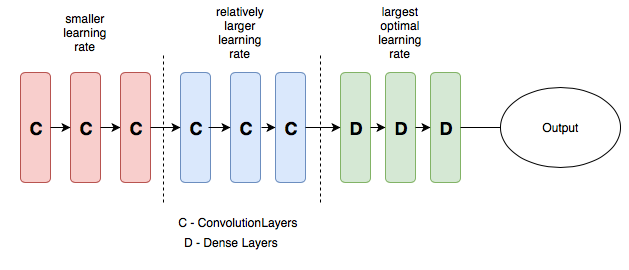 smaller
learning
rate
relatively
larger
learning
rate
largest
optimal
learning
rate
C C C C C C D D D Output
C - ConvolutionLayers
D - Dense Layers